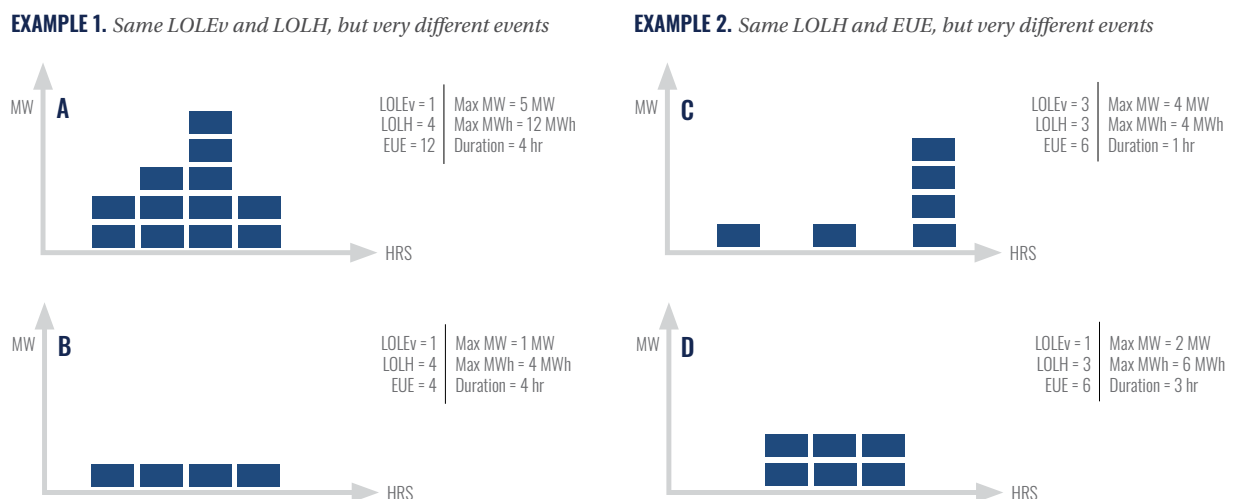 EXAMPLE 1. Same LOLEv and LOLH, but very different events
MW
A
LOLEv = 1 | Max MW = 5 MW
LOLH = 4 | Max MWh = 12 MWh
EUE = 12 | Duration = 4 hr
HRS
MW
B
LOLEv = 1 | Max MW = 1 MW
LOLH = 4 | Max MWh = 4 MWh
EUE = 4 | Duration = 4 hr
HRS
EXAMPLE 2. Same LOLH and EUE, but very different events
MW
C
LOLEv = 3 | Max MW = 4 MW
LOLH = 3 | Max MWh = 4 MWh
EUE = 6 | Duration = 1 hr
HRS
MW
D
LOLEv = 1 | Max MW = 2 MW
LOLH = 3 | Max MWh = 6 MWh
EUE = 6 | Duration = 3 hr
HRS